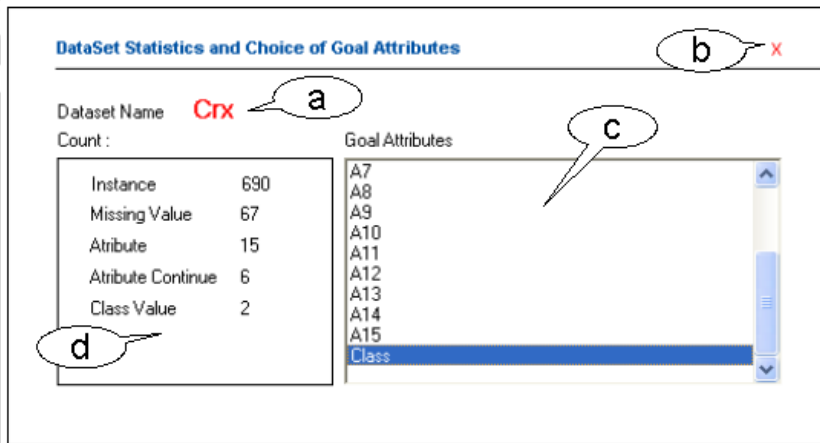 DataSet Statistics and Choice of Goal Attributes
b
x
Dataset Name Crx
a
Count :
Goal Attributes
c
Instance 690
Missing Value 67
Atribute 15
Atribute Continue 6
Class Value 2
d
A7
A8
A9
A10
A11
A12
A13
A14
A15
Class